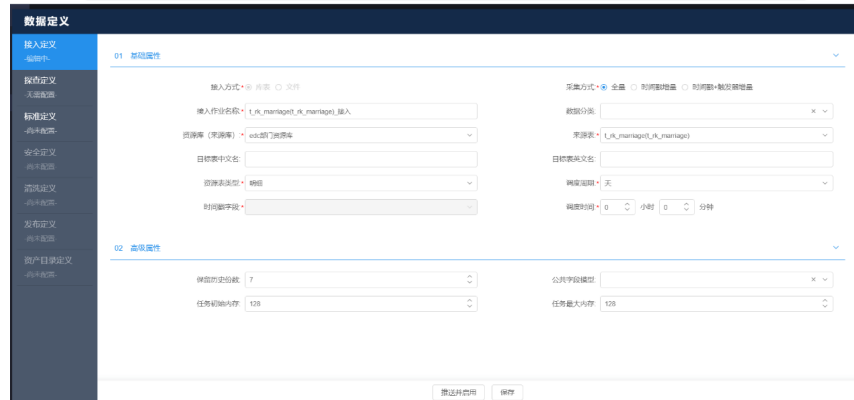 数据定义
接入定义
-编辑中-
探查定义
-无需配置-
标准定义
-尚未配置-
安全定义
-尚未配置
清洗定义
-尚未配置-
发布定义
-尚未配置
资产目录定义
-尚未配置-
01 基础属性
接入方式:* 库表 文件
采集方式:* 全量 时间戳增量 时间戳+触发器增量
接入作业名称:* t_rk_marriage(t_rk_marriage)_接入
数据分类:
资源库（来源库）* edc部门资源库
来源表:* t_rk_marriage(t_rk_marriage)
目标表中文名:
目标表英文名:
资源表类型:* 明细
调度周期:* 天
时间戳字段:*
调度时间:* 0 小时 0 分钟
02 高级属性
保留历史份数: 7
公共字段模型:
任务初始内存: 128
任务最大内存: 128
推送并启用 保存